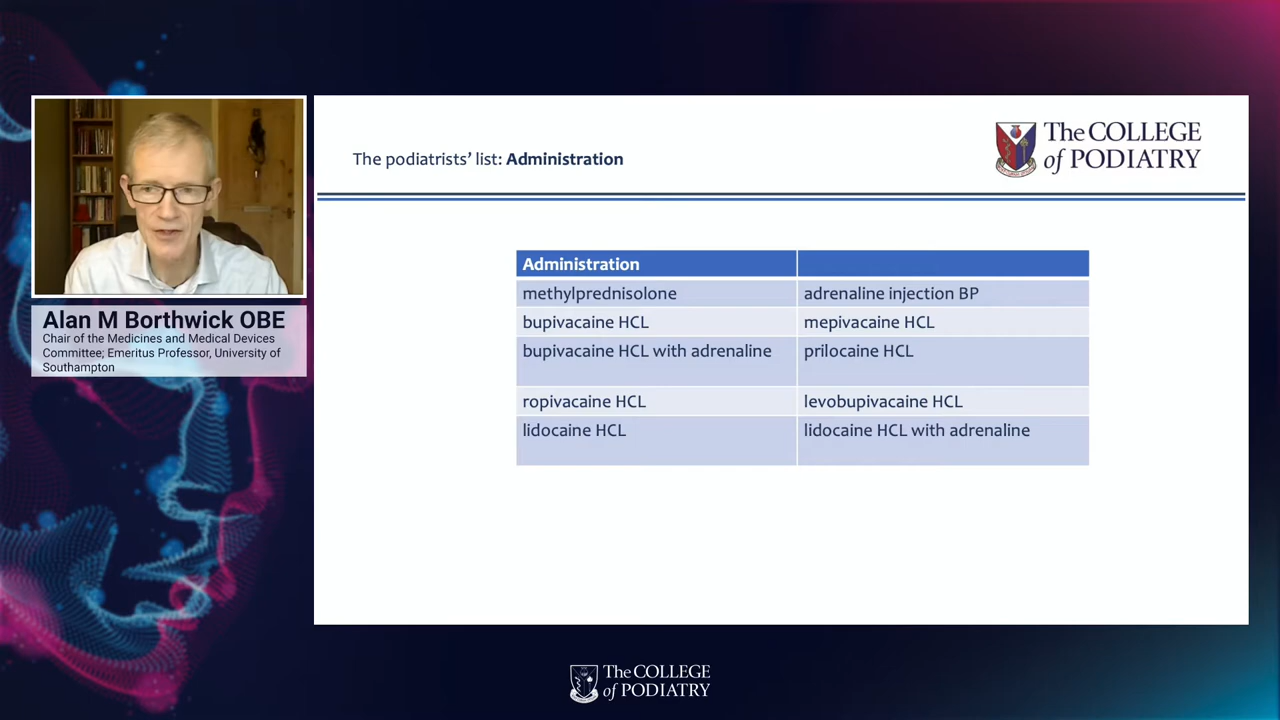 Alan M Borthwick OBE
Chair of the Medicines and Medical Devices
Committee; Emeritus Professor, University of
Southampton
The podiatrists’ list: Administration
The COLLEGE
of PODIATRY
Administration
methylprednisolone adrenaline injection BP
bupivacaine HCL mepivacaine HCL
bupivacaine HCL with adrenaline prilocaine HCL
ropivacaine HCL levobupivacaine HCL
lidocaine HCL lidocaine HCL with adrenaline
The COLLEGE
of PODIATRY